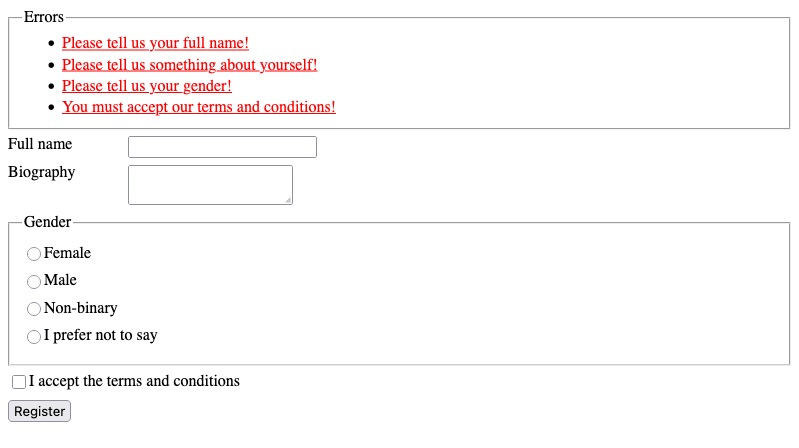 Errors
Please tell us your full name!
Please tell us something about yourself!
Please tell us your gender!
You must accept our terms and conditions!
Full name
Biography
Gender
Female
Male
Non-binary
I prefer not to say
I accept the terms and conditions
Register